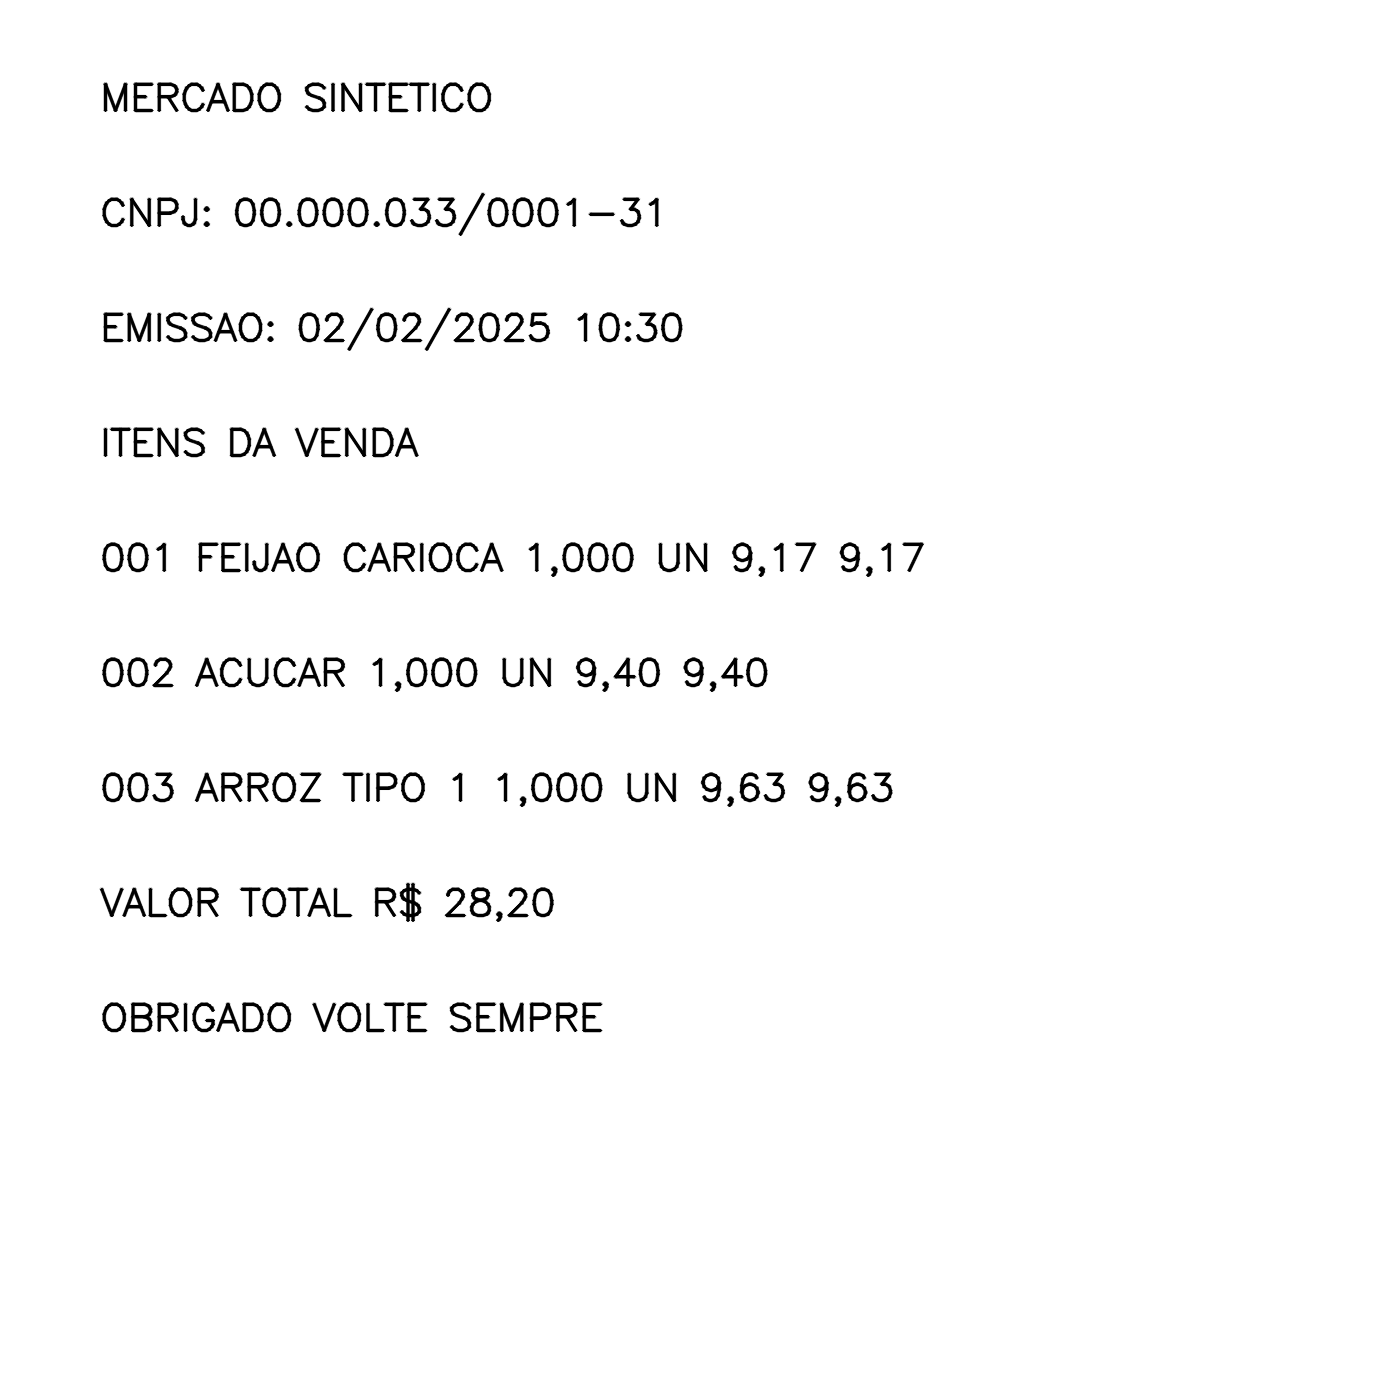 MERCADO SINTETICO
CNPJ: 00.000.033/0001-31
EMISSAO: 02/02/2025 10:30
ITENS DA VENDA
001 FEIJAO CARIOCA 1,000 UN 9,17 9,17
002 ACUCAR 1,000 UN 9,40 9,40
003 ARROZ TIPO 1 1,000 UN 9,63 9,63
VALOR TOTAL R$ 28,20
OBRIGADO VOLTE SEMPRE